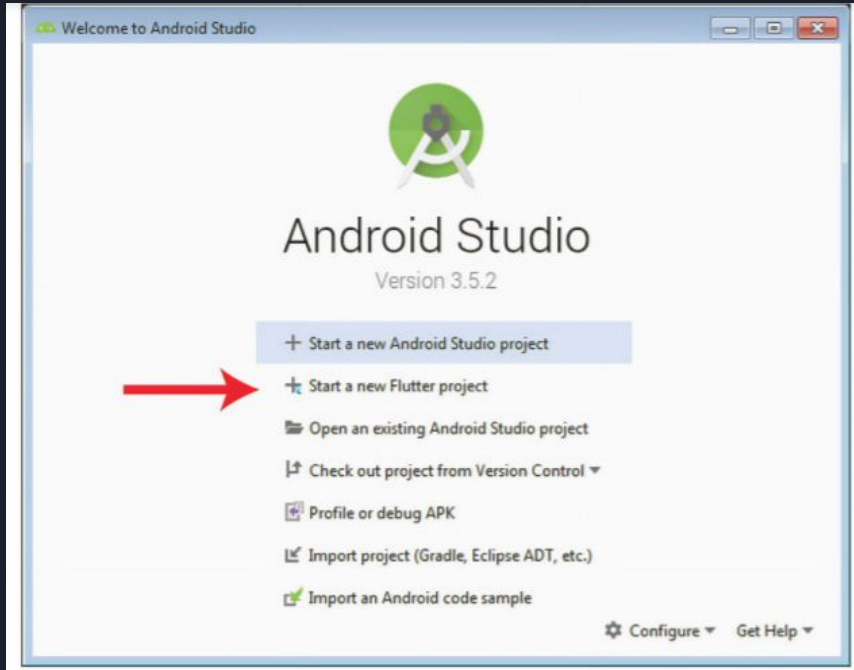 Welcome to Android Studio
Android Studio
Version 3.5.2
Start a new Android Studio project
Start a new Flutter project
Open an existing Android Studio project
Check out project from Version Control
Profile or debug APK
Import project (Gradle, Eclipse ADT, etc.)
Import an Android code sample
Configure Get Help